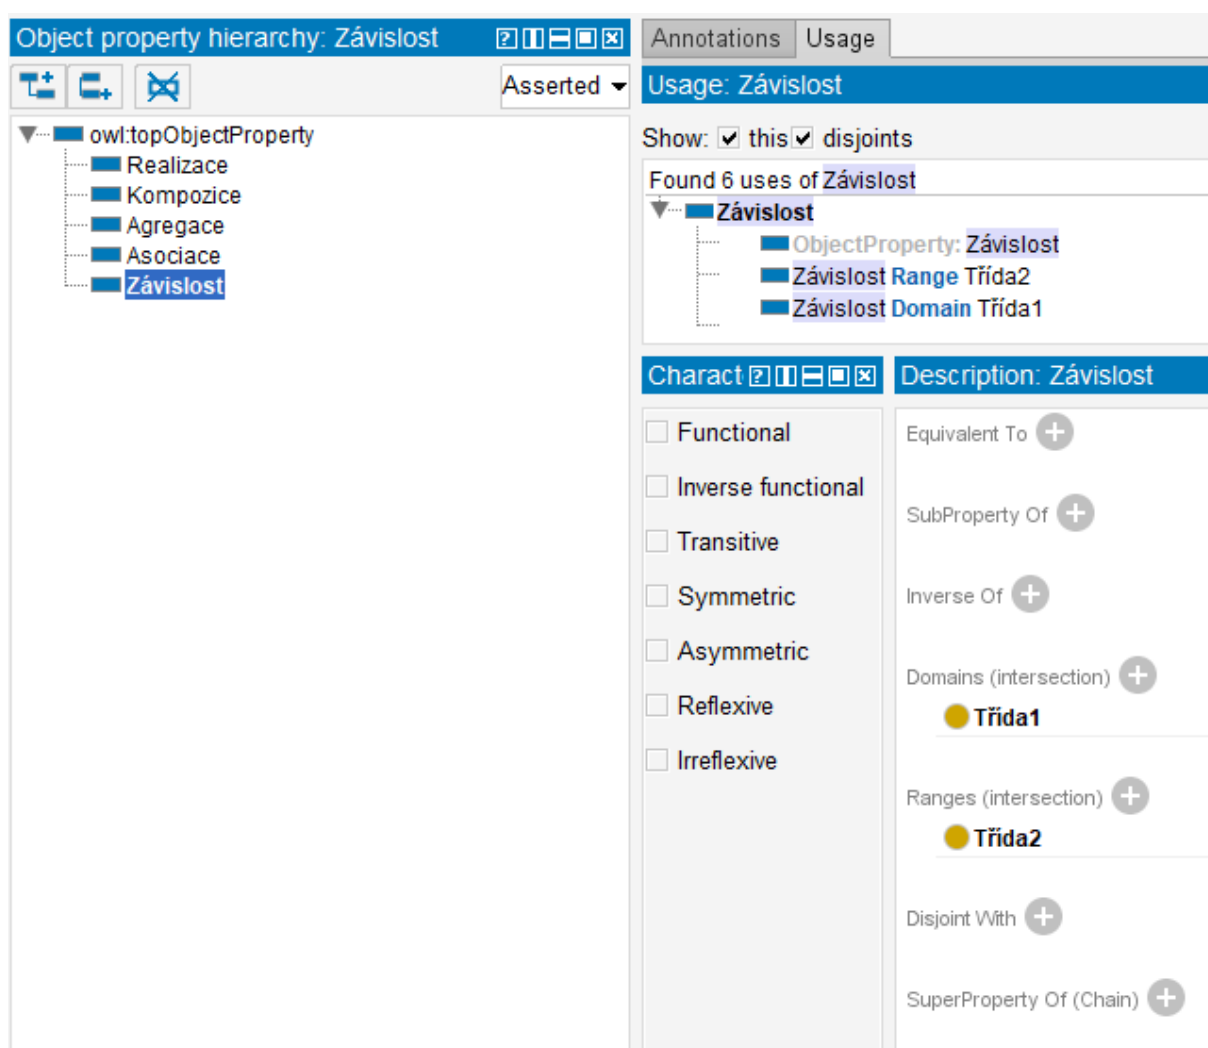 Object property hierarchy: Závislost
Asserted
owl:topObjectProperty
Realizace
Kompozice
Agregace
Asociace
Závislost
Annotations
Usage
Usage: Závislost
Show: this disjoints
Found 6 uses of Závislost
Závislost
ObjectProperty: Závislost
Závislost Range Třída2
Závislost Domain Třída1
Charact
Functional
Inverse functional
Transitive
Symmetric
Asymmetric
Reflexive
Irreflexive
Description: Závislost
Equivalent To
SubProperty Of
Inverse Of
Domains (intersection)
Třída1
Ranges (intersection)
Třída2
Disjoint With
SuperProperty Of (Chain)